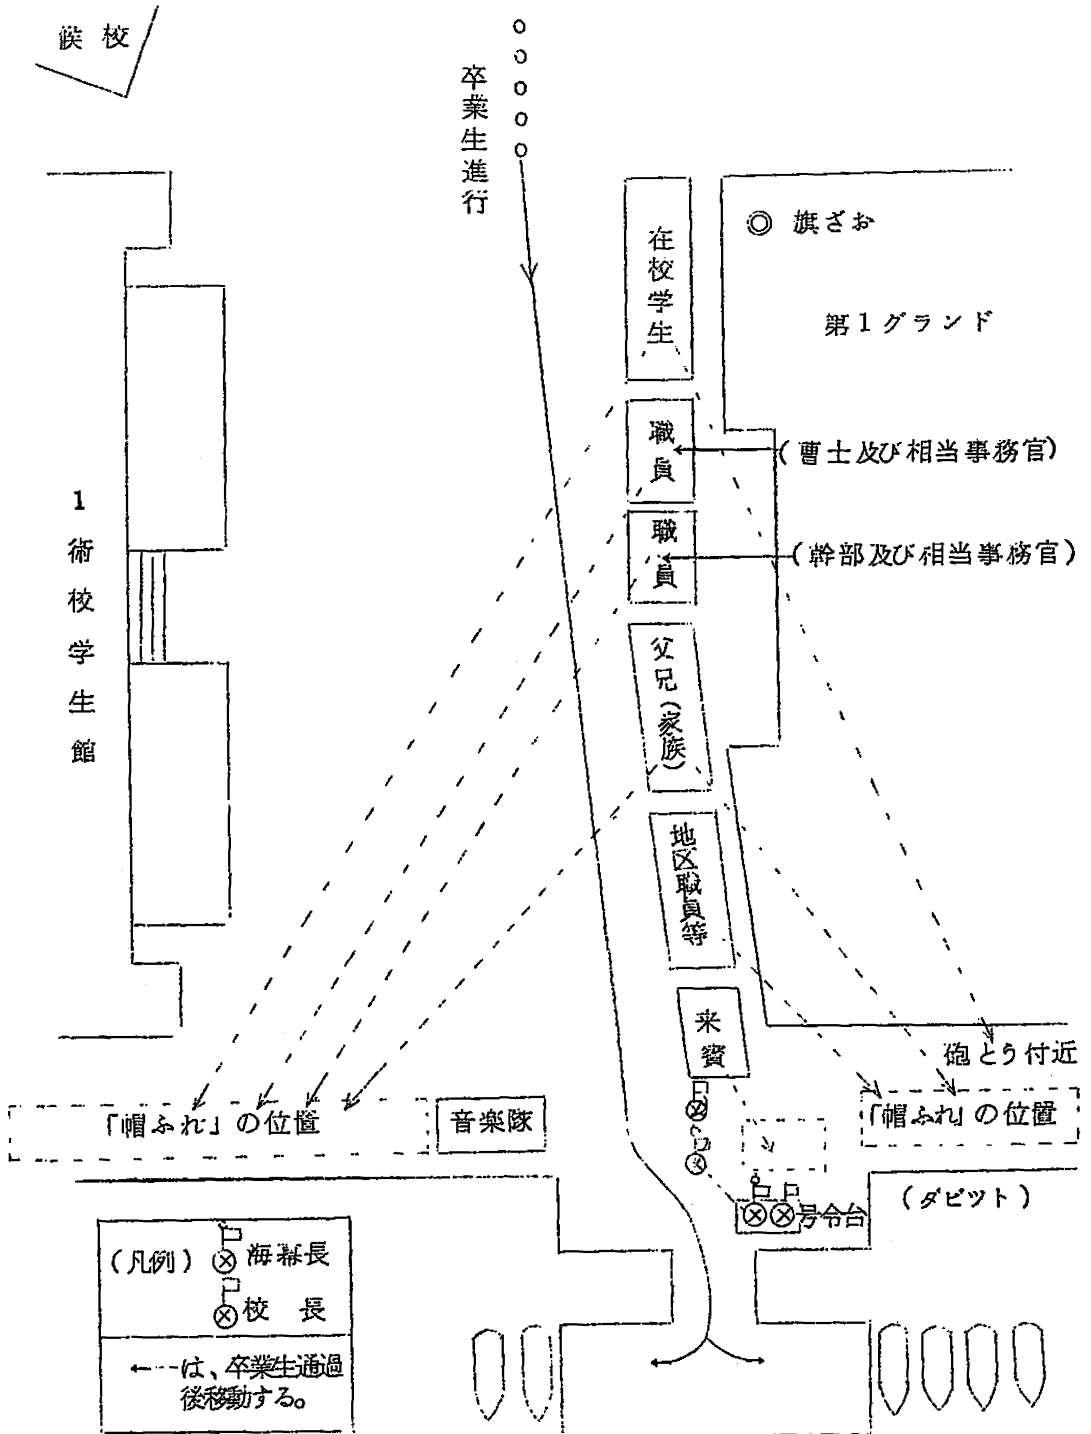 候校
卒業生進行
旗ざお
在校学生
第1グランド
職員
(曹士及び相当事務官)
職員
(幹部及び相当事務官)
1術校学生館
父兄(家族)
地区職員等
来賓
砲とう付近
「帽ふれ」の位置
音楽隊
「帽ふれ」の位置
(ダビツト)
号令台
(凡例)
海幕長
校長
は、卒業生通過
後移動する。